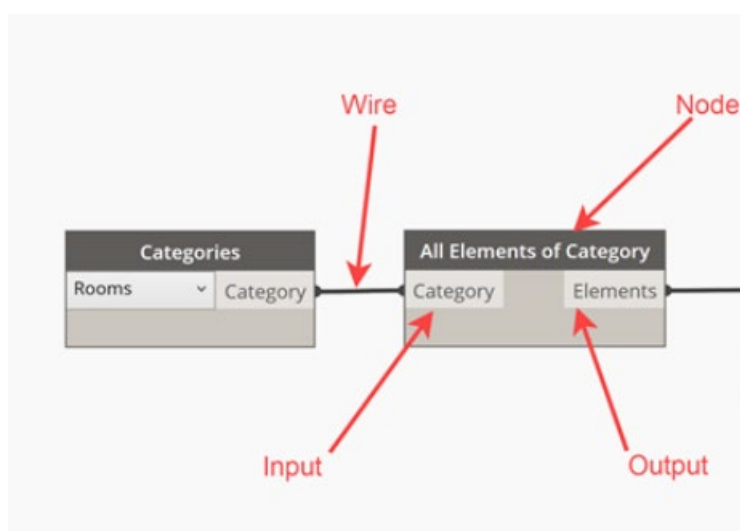 Wire
Node
Categories
All Elements of Category
Rooms
Category
Category
Elements
Input
Output